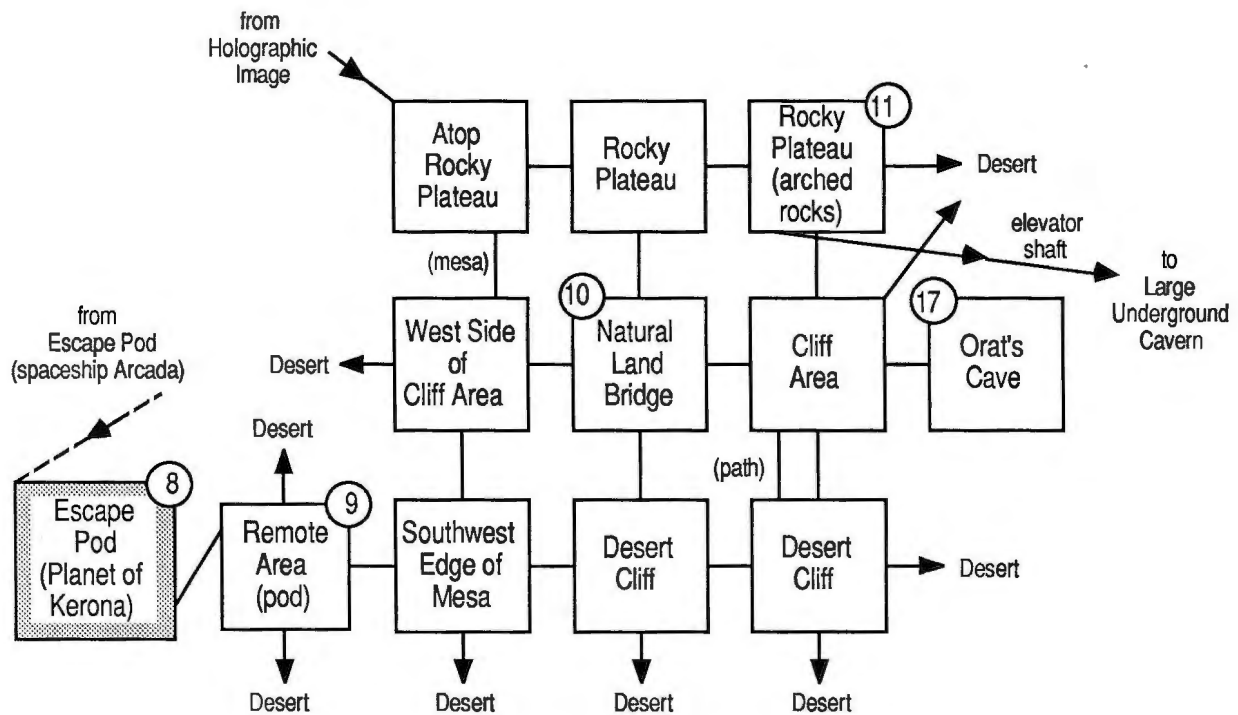 from
Holographic
Image
Atop
Rocky
Plateau
Rocky
Plateau
11
Rocky
Plateau
(arched
rocks)
Desert
elevator
shaft
to
Large
Underground
Cavern
(mesa)
from
Escape Pod
(spaceship Arcada)
Desert
West Side
of
Cliff Area
10
Natural
Land
Bridge
Cliff
Area
17
Orat's
Cave
Desert
(path)
8
Escape
Pod
(Planet of
Kerona)
9
Remote
Area
(pod)
Southwest
Edge of
Mesa
Desert
Cliff
Desert
Cliff
Desert
Desert
Desert
Desert
Desert